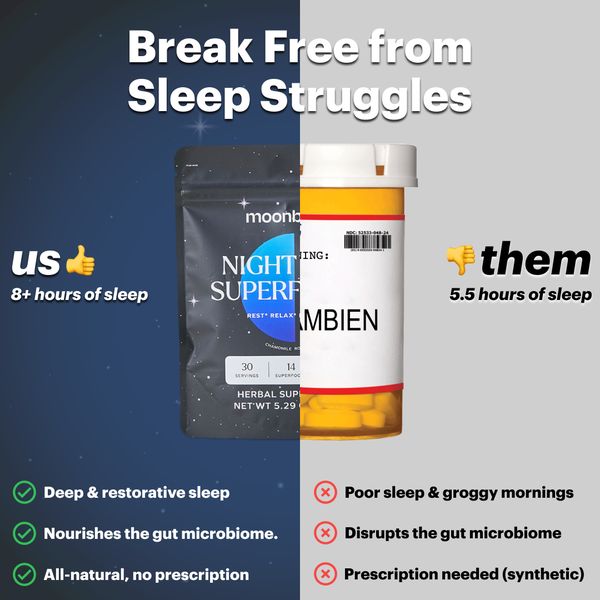 Break Free from
Sleep Struggles
us
8+ hours of sleep
moonb
NIGHT
SUPERF
REST* RELAX*
CHAMOMILE
30
SERVINGS
14
SUPERFOO
HERBAL SUP
NET WT 5.29
NDC: 52533-048-24
NING:
AMBIEN
them
5.5 hours of sleep
Deep & restorative sleep
Nourishes the gut microbiome.
All-natural, no prescription
Poor sleep & groggy mornings
Disrupts the gut microbiome
Prescription needed (synthetic)